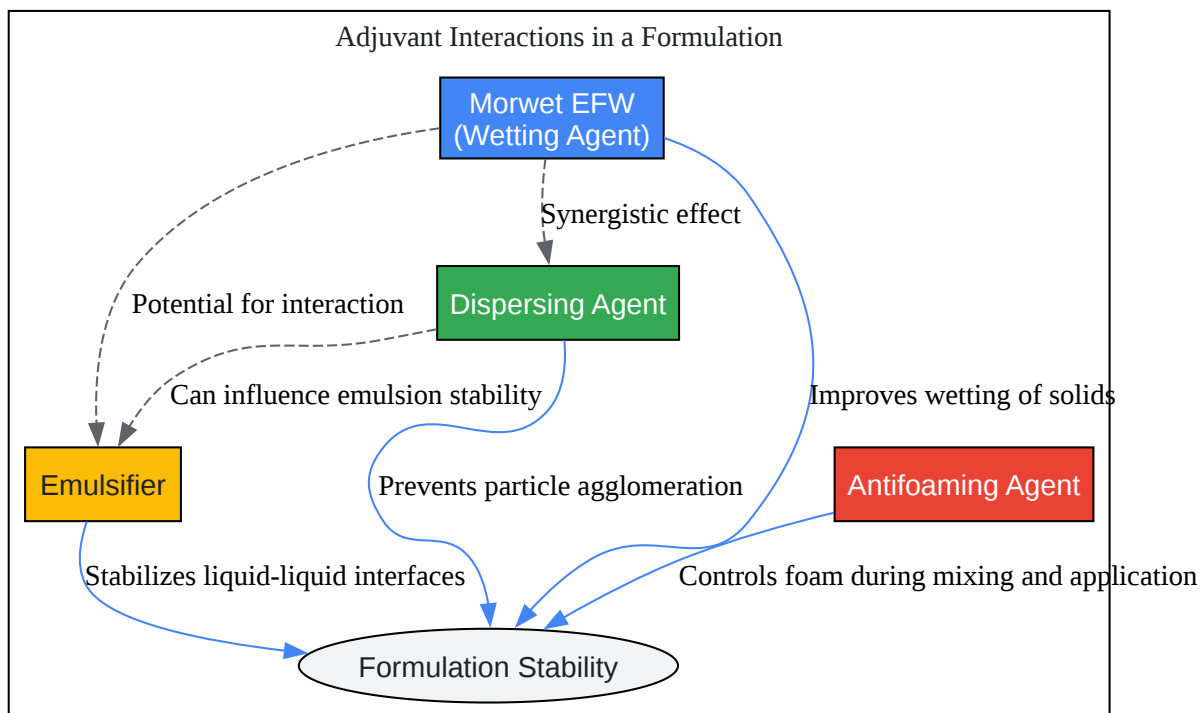 Adjuvant Interactions in a Formulation
Morwet EFW
(Wetting Agent)
Synergistic effect
Dispersing Agent
Potential for interaction
Can influence emulsion stability
Improves wetting of solids
Emulsifier
Prevents particle agglomeration
Antifoaming Agent
Stabilizes liquid-liquid interfaces
Controls foam during mixing and application
Formulation Stability